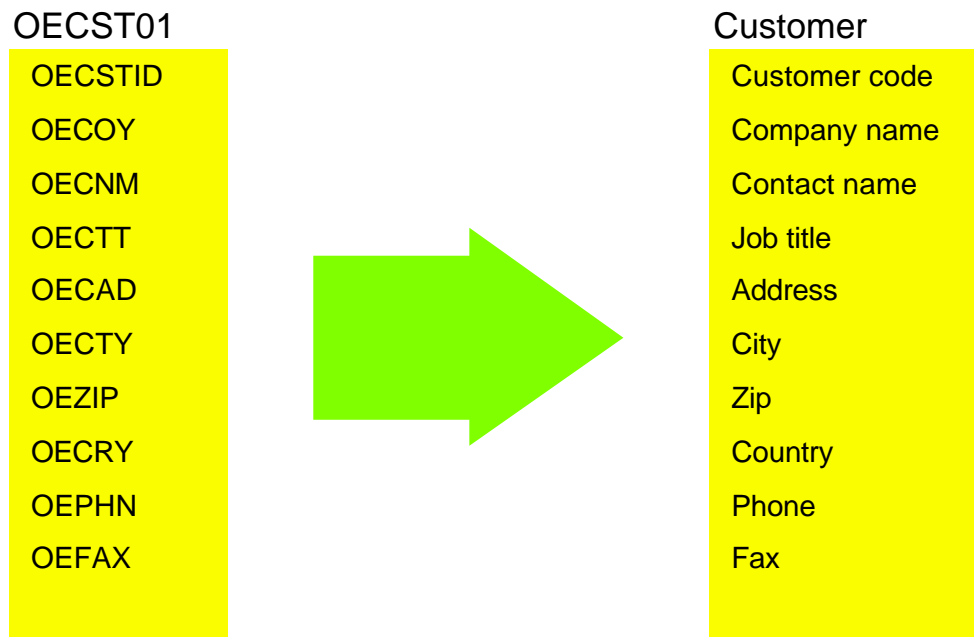 OECST01
OECSTID
OECOY
OECNM
OECTT
OECAD
OECTY
OEZIP
OECRY
OEPHN
OEFAX
Customer
Customer code
Company name
Contact name
Job title
Address
City
Zip
Country
Phone
Fax